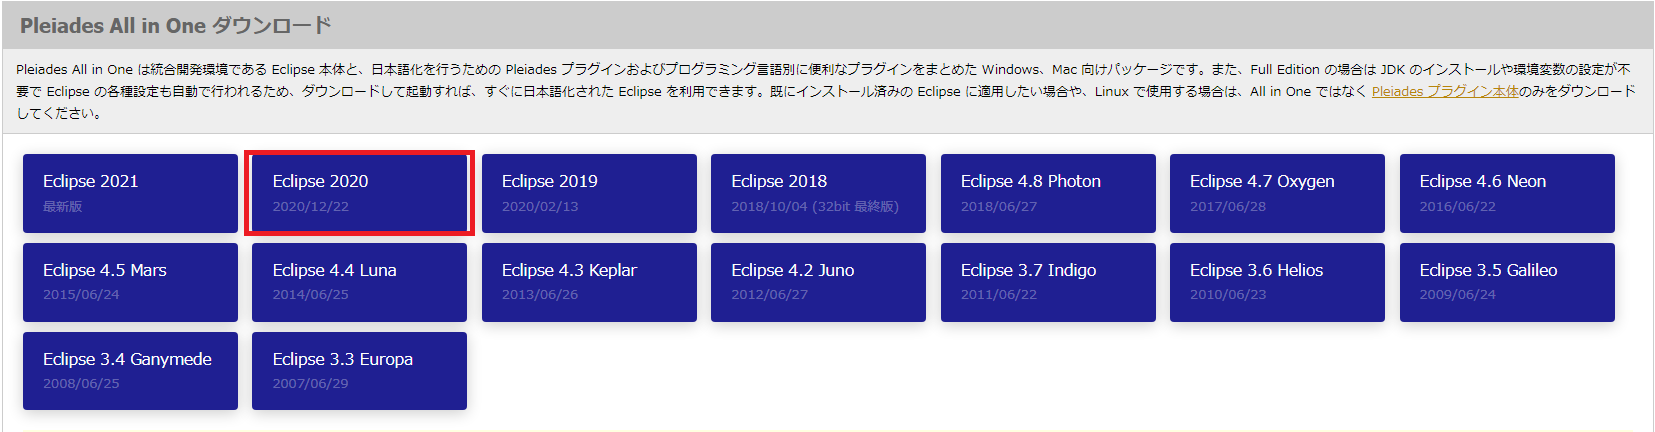 Pleiades All in One ダウンロード
Pleiades All in One は統合開発環境である Eclipse 本体と、日本語化を行うための Pleiades プラグインおよびプログラミング言語別に便利なプラグインをまとめた Windows、Mac 向けパッケージです。また、Full Edition の場合は JDK のインストールや環境変数の設定が不
要で Eclipse の各種設定も自動で行われるため、ダウンロードして起動すれば、すぐに日本語化された Eclipse を利用できます。既にインストール済みの Eclipse に適用したい場合や、Linux で使用する場合は、All in One ではなく Pleiades プラグイン本体のみをダウンロード
してください。
Eclipse 2021
最新版
Eclipse 2020
2020/12/22
Eclipse 2019
2020/02/13
Eclipse 2018
2018/10/04 (32bit 最終版)
Eclipse 4.8 Photon
2018/06/27
Eclipse 4.7 Oxygen
2017/06/28
Eclipse 4.6 Neon
2016/06/22
Eclipse 4.5 Mars
2015/06/24
Eclipse 4.4 Luna
2014/06/25
Eclipse 4.3 Keplar
2013/06/26
Eclipse 4.2 Juno
2012/06/27
Eclipse 3.7 Indigo
2011/06/22
Eclipse 3.6 Helios
2010/06/23
Eclipse 3.5 Galileo
2009/06/24
Eclipse 3.4 Ganymede
2008/06/25
Eclipse 3.3 Europa
2007/06/29